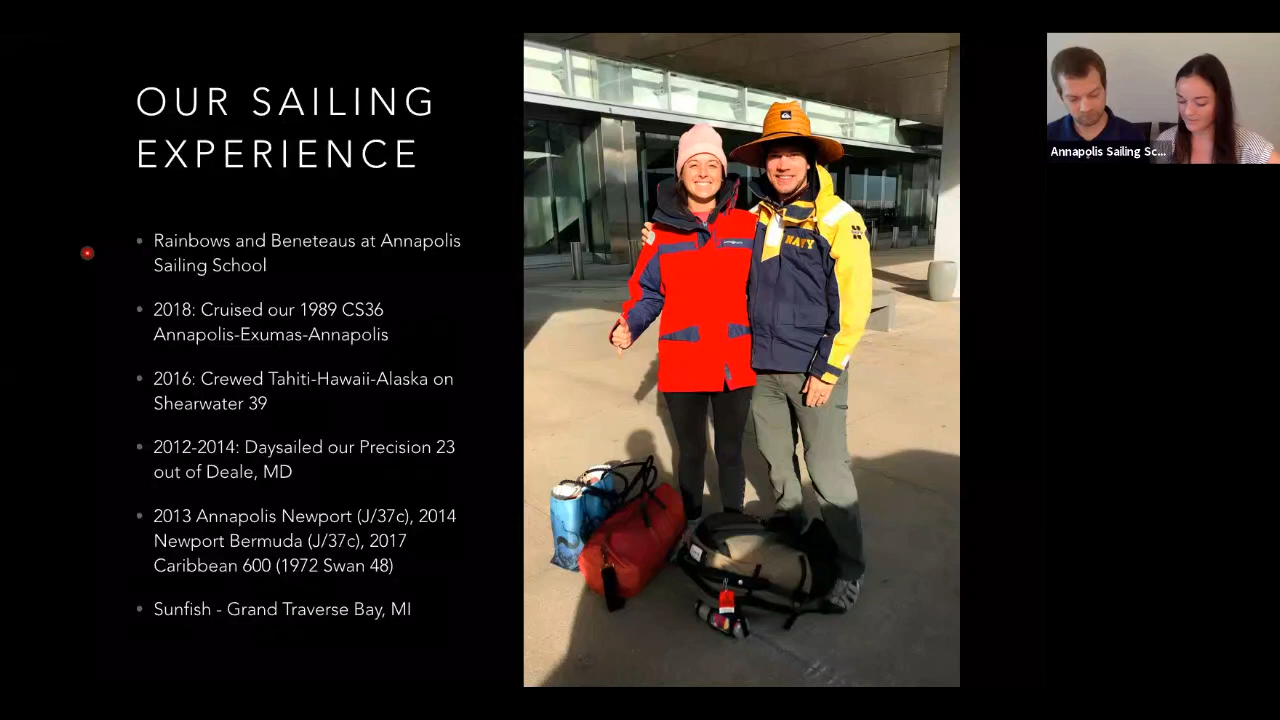 OUR SAILING
EXPERIENCE
Rainbows and Beneteaus at Annapolis
Sailing School
2018: Cruised our 1989 CS36
Annapolis-Exumas-Annapolis
2016: Crewed Tahiti-Hawaii-Alaska on
Shearwater 39
2012-2014: Daysailed our Precision 23
out of Deale, MD
2013 Annapolis Newport (J/37c), 2014
Newport Bermuda (J/37c), 2017
Caribbean 600 (1972 Swan 48)
Sunfish - Grand Traverse Bay, MI
NAVY
Annapolis Sailing Sc...